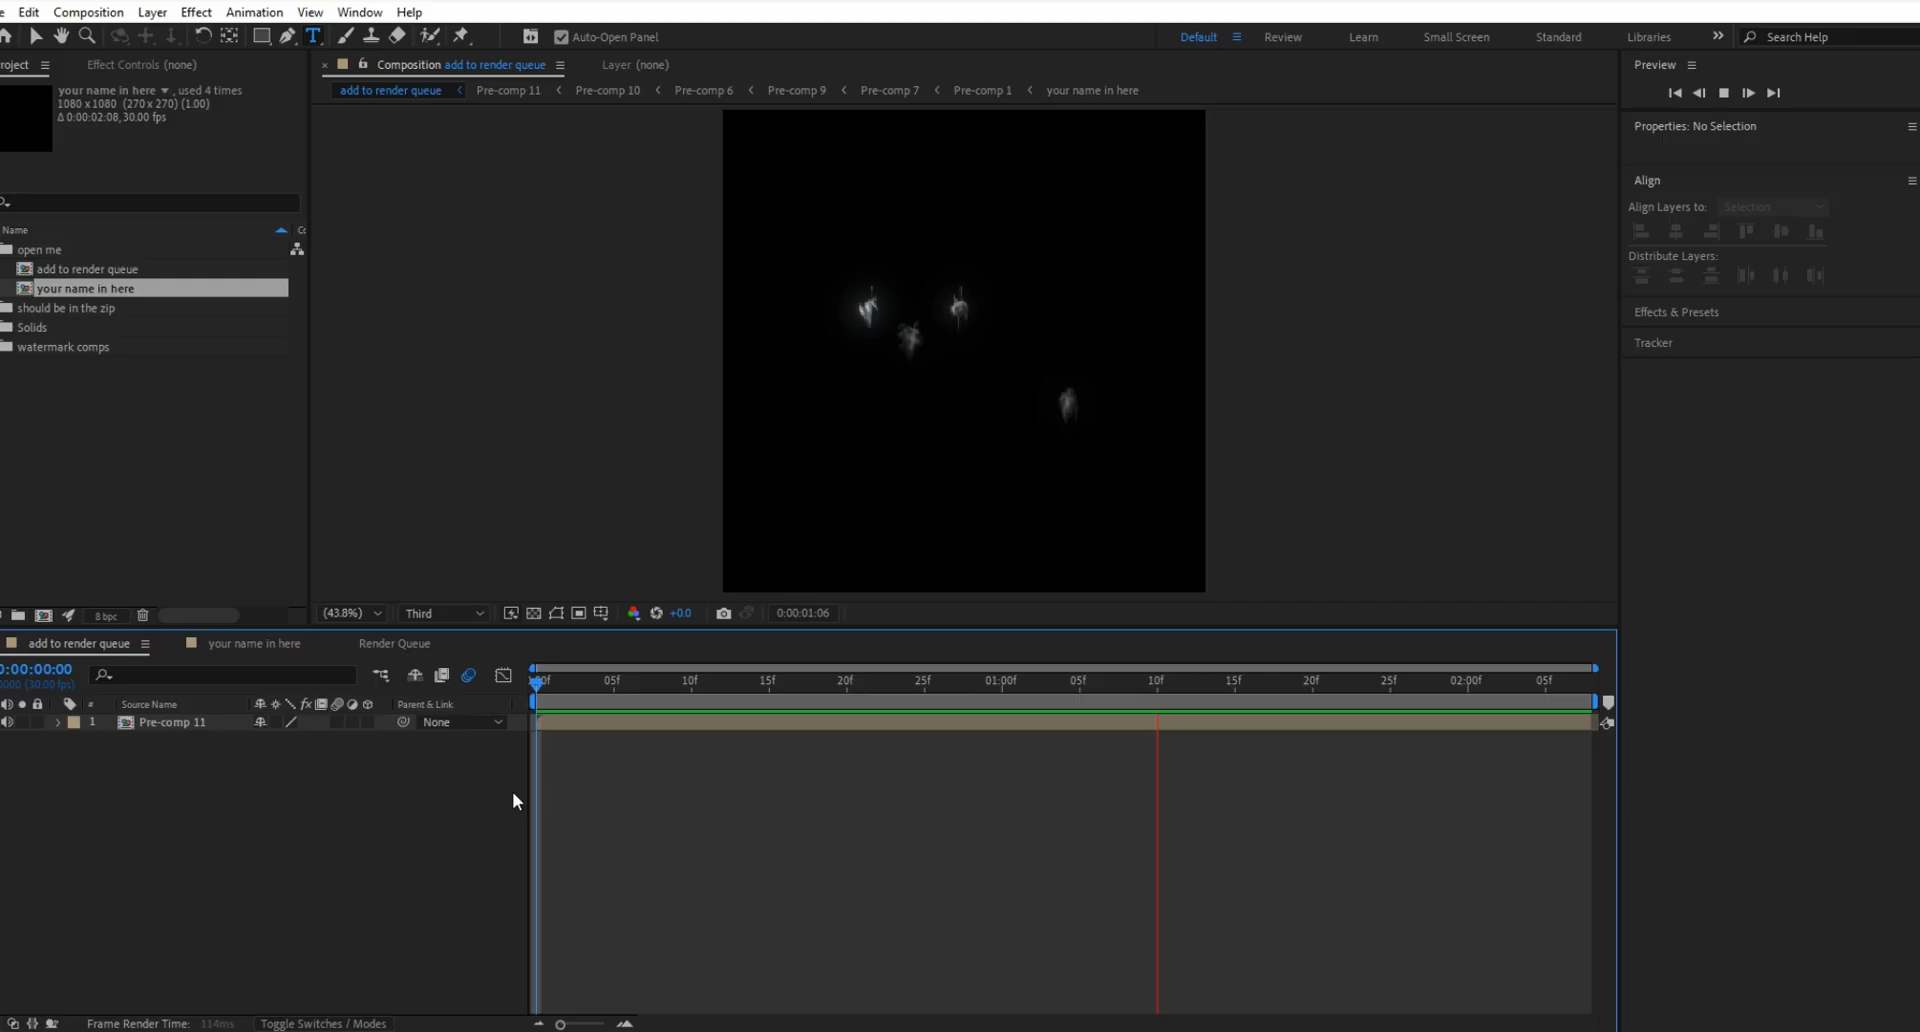 Edit Composition Layer Effect Animation View Window Help
Auto-Open Panel Default Review Learn Small Screen Standard Libraries Search Help
roject Effect Controls (none) Composition add to render queue Layer (none) Preview
your name in here , used 4 times
1080 x 1080 (270 x 270) (1.00)
Δ 0:00:02:08, 30.00 fps
add to render queue Pre-comp 11 Pre-comp 10 Pre-comp 6 Pre-comp 9 Pre-comp 7 Pre-comp 1 your name in here
Properties: No Selection
Align
Align Layers to: Selection
Distribute Layers:
Effects & Presets
Tracker
Name
open me
add to render queue
your name in here
should be in the zip
Solids
watermark comps
8 bpc (43.8%) Third +0.0 0:00:01:06
add to render queue your name in here Render Queue
0:00:00:00
0000 (30.00 fps)
05f 10f 15f 20f 25f 01:00f 05f 10f 15f 20f 25f 02:00f 05f
# Source Name fx Parent & Link
1 Pre-comp 11 None
Frame Render Time: 114ms Toggle Switches / Modes